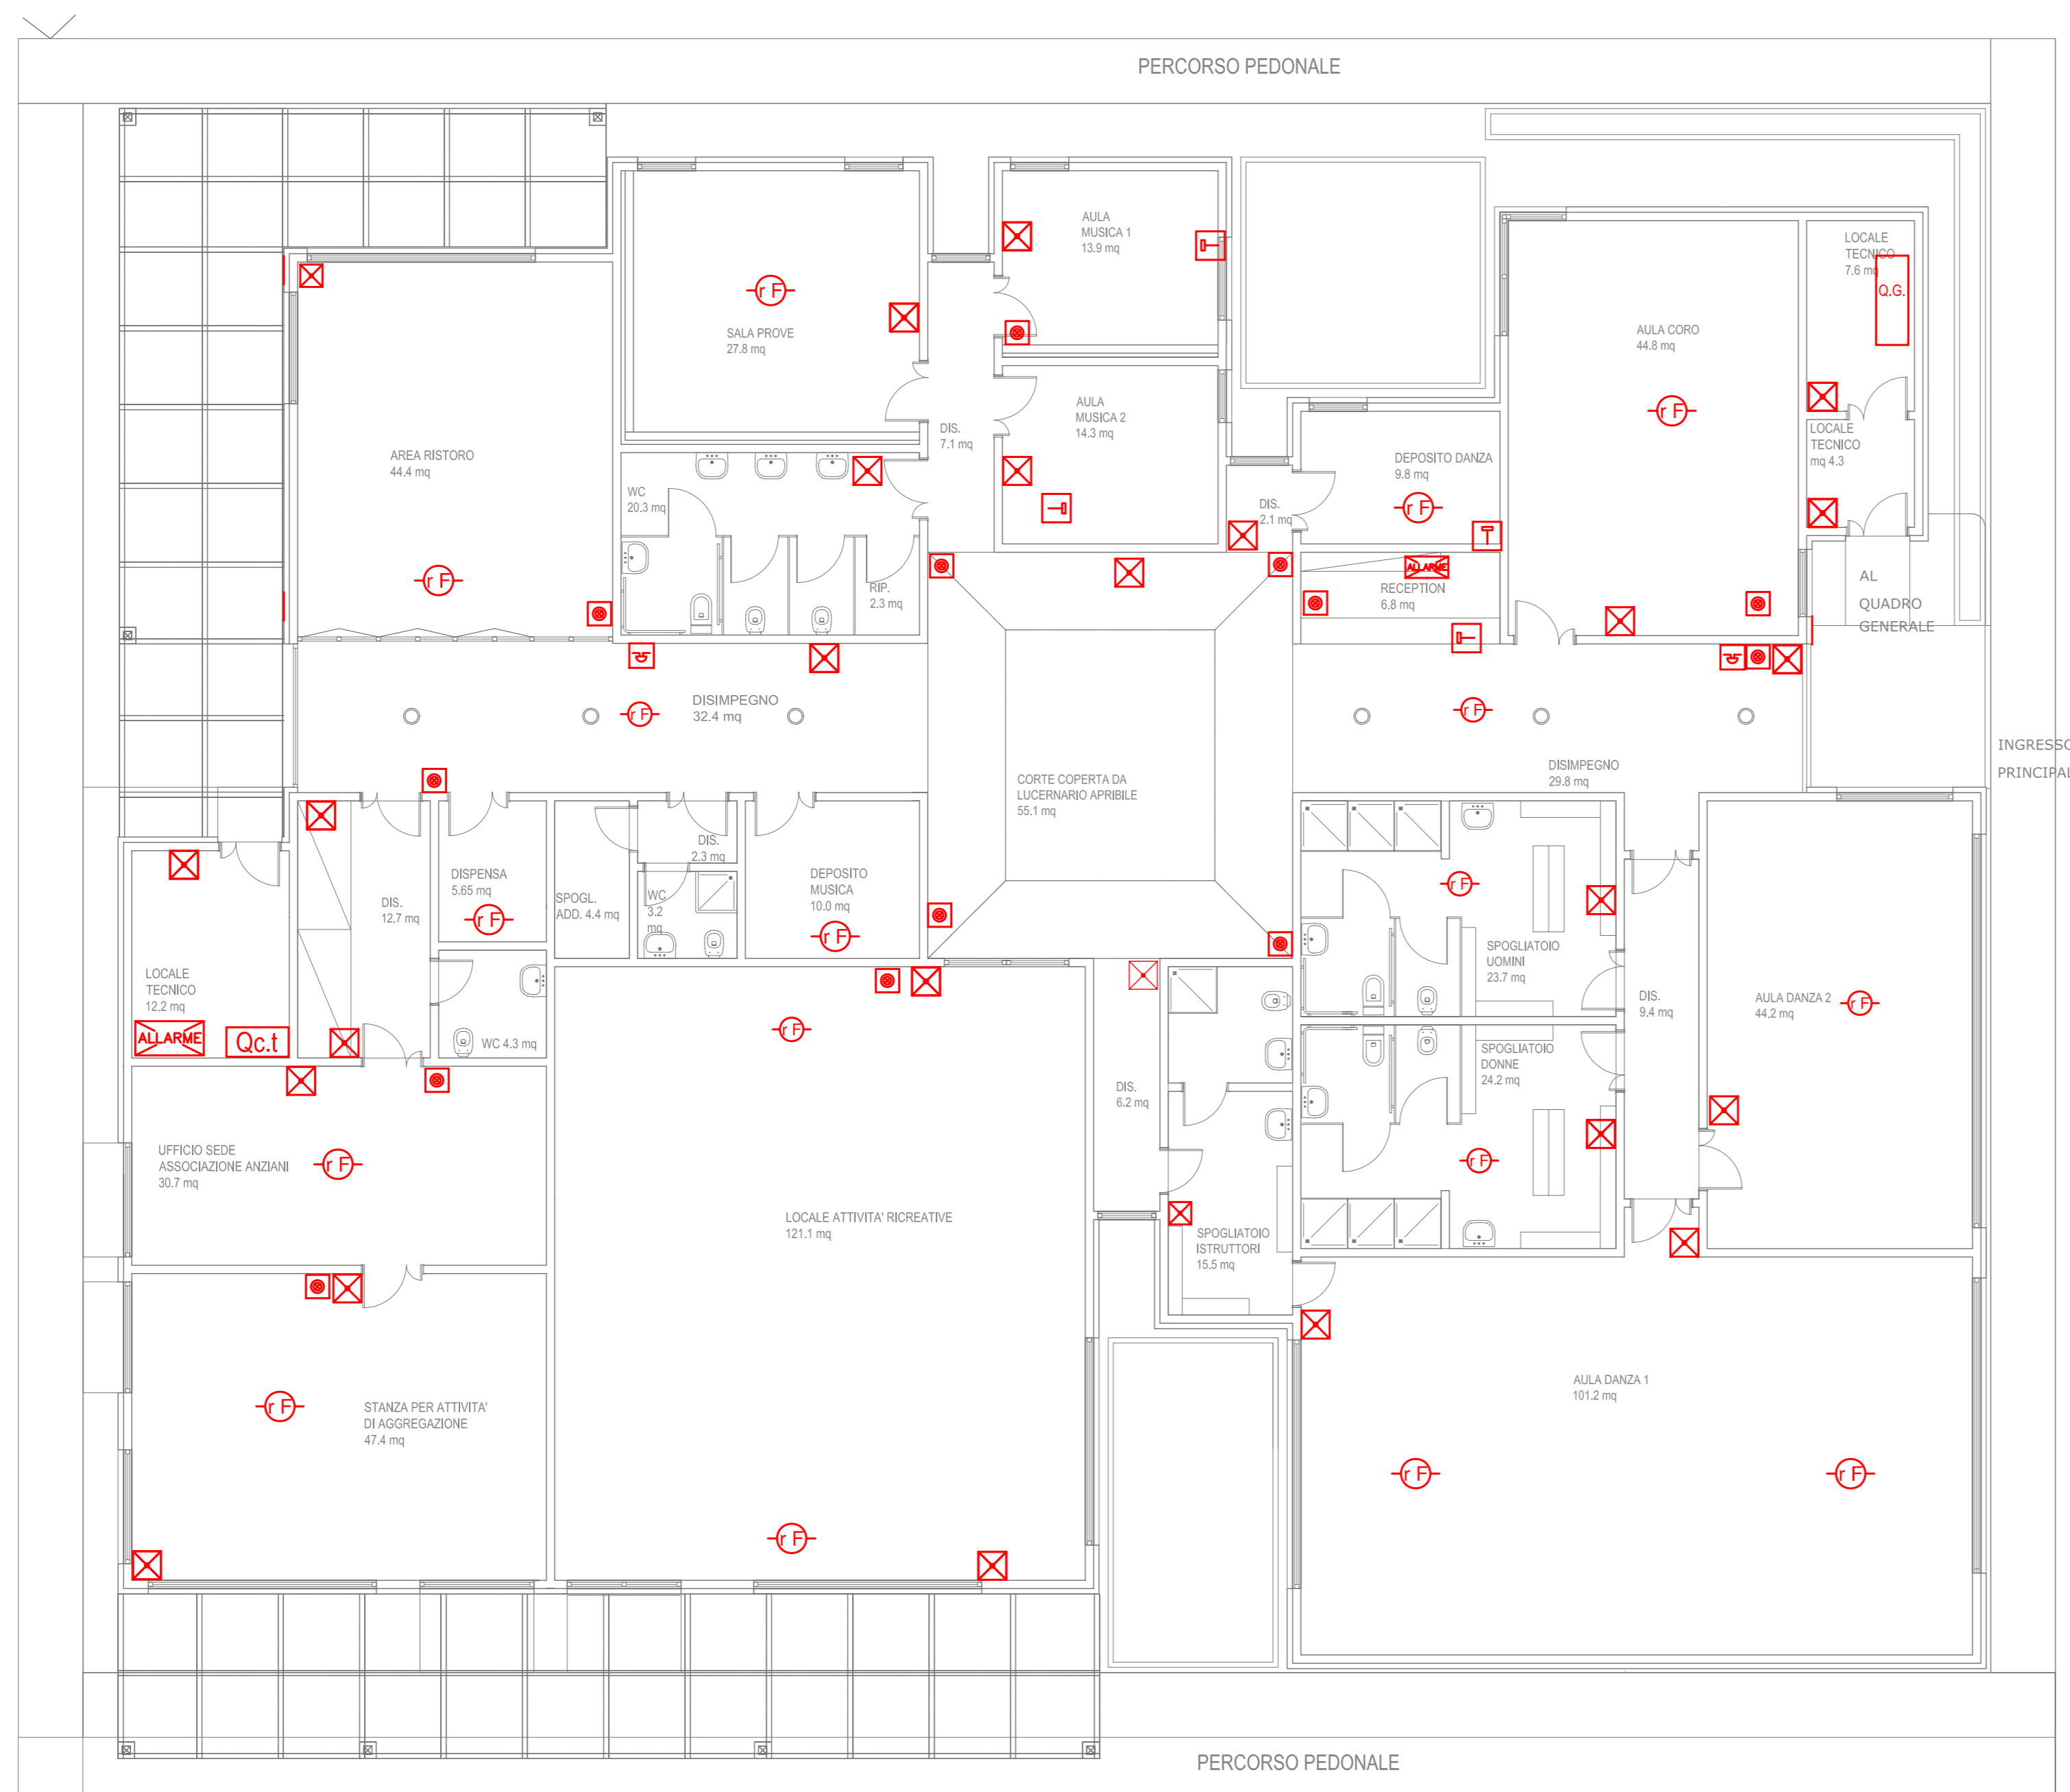 PERCORSO PEDONALE
AULA
MUSICA 1
13.9 mq
LOCALE
TECNICO
7.6 mq
Q.G.
r F
SALA PROVE
27.8 mq
AULA CORO
44.8 mq
r F
AULA
MUSICA 2
14.3 mq
DIS.
7.1 mq
LOCALE
TECNICO
mq 4.3
AREA RISTORO
44.4 mq
DEPOSITO DANZA
9.8 mq
r F
WC
20.3 mq
DIS.
2.1 mq
r F
ALLARME
RECEPTION
6.8 mq
RIP.
2.3 mq
AL
QUADRO
GENERALE
DISIMPEGNO
32.4 mq
r F
r F
INGRESSO
PRINCIPAL
DISIMPEGNO
29.8 mq
CORTE COPERTA DA
LUCERNARIO APRIBILE
55.1 mq
DIS.
2.3 mq
DISPENSA
5.65 mq
r F
DEPOSITO
MUSICA
10.0 mq
r F
DIS.
12.7 mq
SPOGL.
ADD. 4.4 mq
WC
3.2
mq
r F
SPOGLIATOIO
UOMINI
23.7 mq
LOCALE
TECNICO
12.2 mq
ALLARME
Qc.t
WC 4.3 mq
r F
DIS.
9.4 mq
AULA DANZA 2
44.2 mq
r F
SPOGLIATOIO
DONNE
24.2 mq
r F
DIS.
6.2 mq
UFFICIO SEDE
ASSOCIAZIONE ANZIANI
30.7 mq
r F
LOCALE ATTIVITA' RICREATIVE
121.1 mq
SPOGLIATOIO
ISTRUTTORI
15.5 mq
AULA DANZA 1
101.2 mq
r F
STANZA PER ATTIVITA'
DI AGGREGAZIONE
47.4 mq
r F
r F
r F
PERCORSO PEDONALE